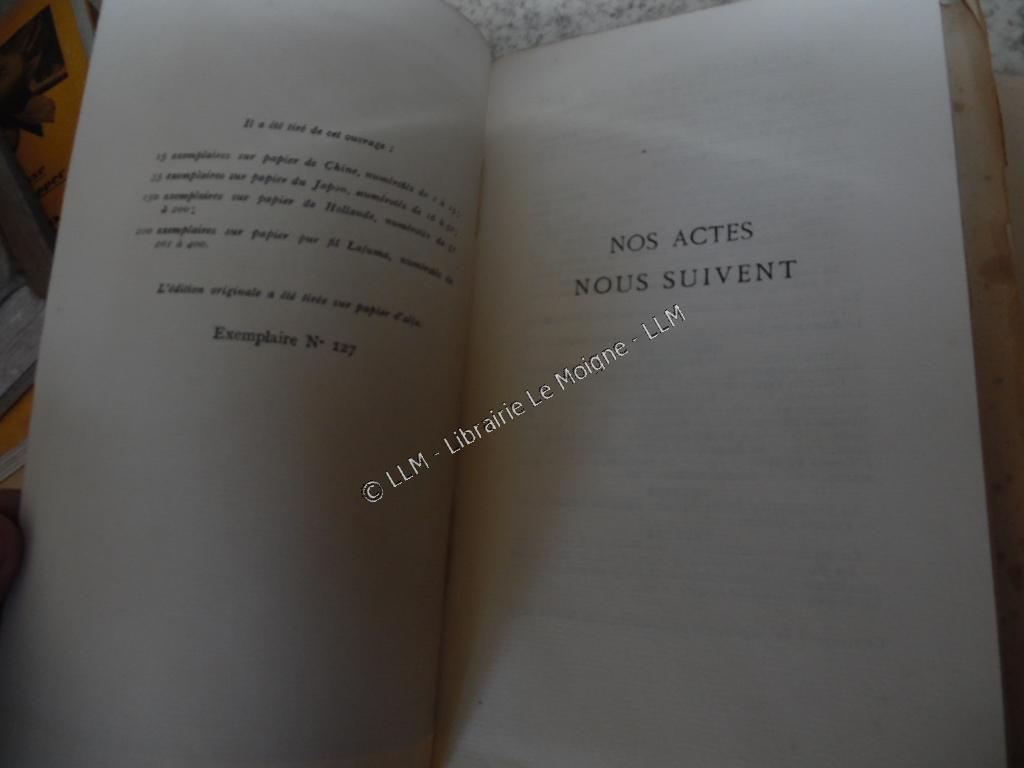 Il a été tiré de cet ouvrage :
15 exemplaires sur papier de Chine, numérotés de 1 à 15 ;
35 exemplaires sur papier du Japon, numérotés de 16 à 50 ;
150 exemplaires sur papier de Hollande, numérotés de 51
à 200 ;
200 exemplaires sur papier pur fil Lafuma, numérotés de
201 à 400.
L'édition originale a été tirée sur papier d'alfa.
Exemplaire N° 127
NOS ACTES
NOUS SUIVENT
© LLM - Librairie Le Moigne - LLM